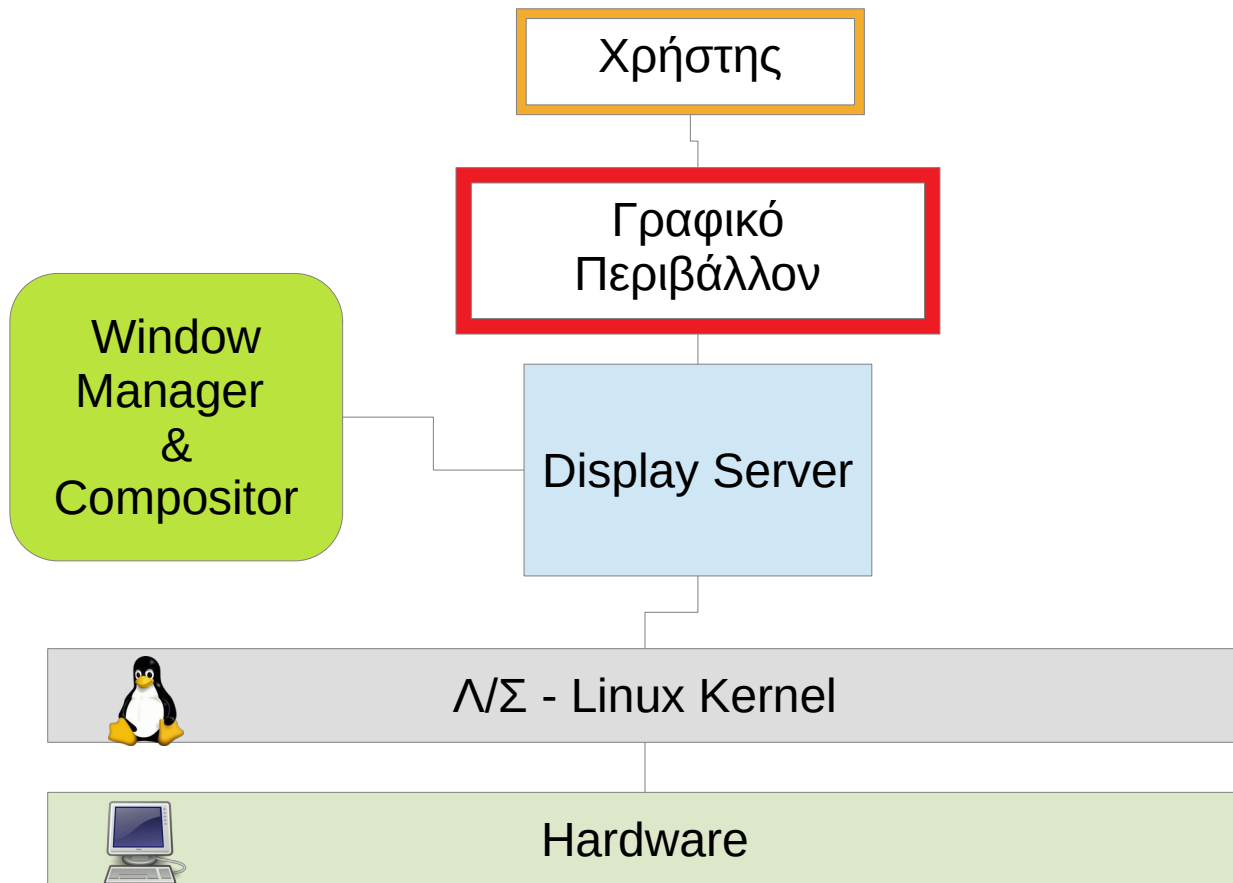 Χρήστης
Γραφικό
Περιβάλλον
Window
Manager
&
Compositor
Display Server
Λ/Σ - Linux Kernel
Hardware